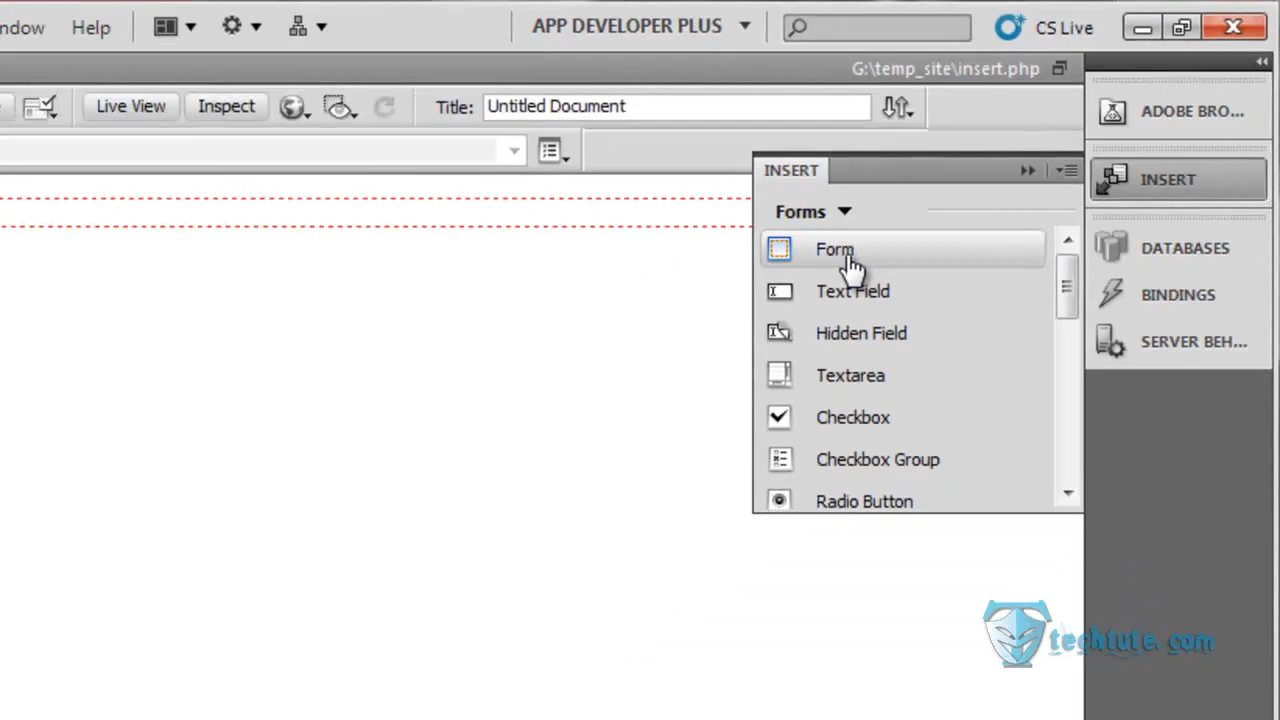 ndow Help APP DEVELOPER PLUS CS Live
G:\temp_site\insert.php
Live View Inspect Title: Untitled Document
ADOBE BRO...
INSERT
INSERT
Forms
Form
Text Field
Hidden Field
Textarea
Checkbox
Checkbox Group
Radio Button
DATABASES
BINDINGS
SERVER BEH...
techtute.com